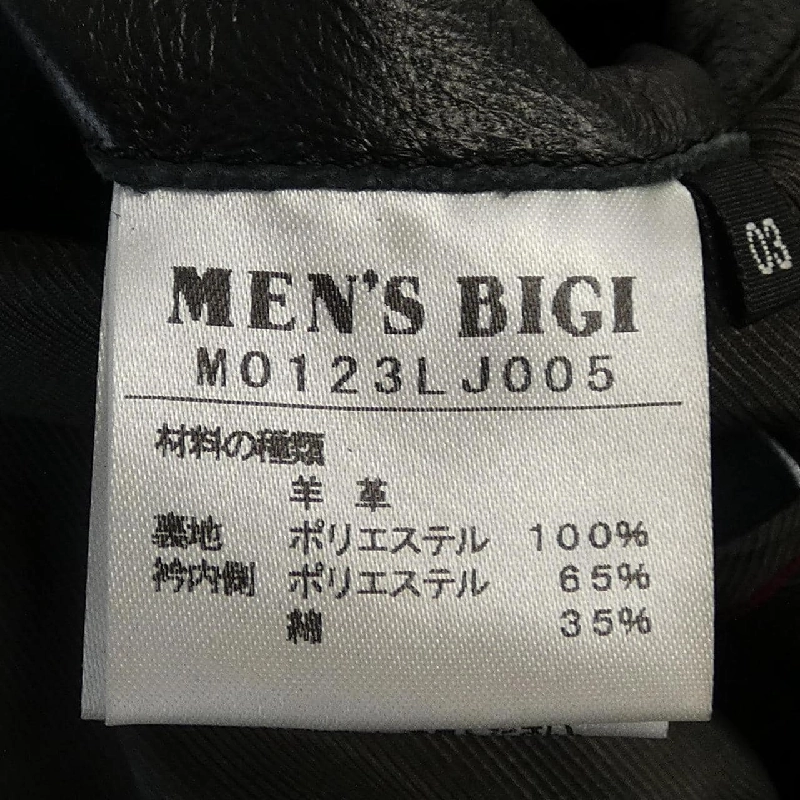 MEN'S BIGI
M0123LJ005
材料の種類
羊 革
裏地 ポリエステル 100%
衿内側 ポリエステル 65%
綿 35%
03